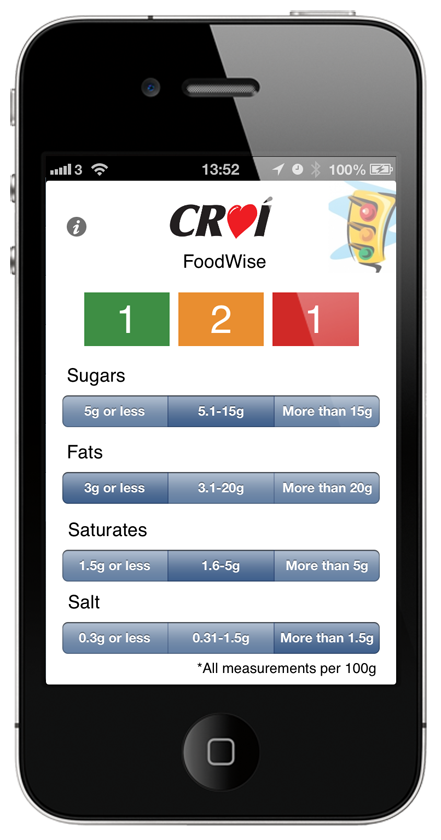 3 13:52 100%
i
CROÍ
FoodWise
1 2 1
Sugars
5g or less 5.1-15g More than 15g
Fats
3g or less 3.1-20g More than 20g
Saturates
1.5g or less 1.6-5g More than 5g
Salt
0.3g or less 0.31-1.5g More than 1.5g
*All measurements per 100g